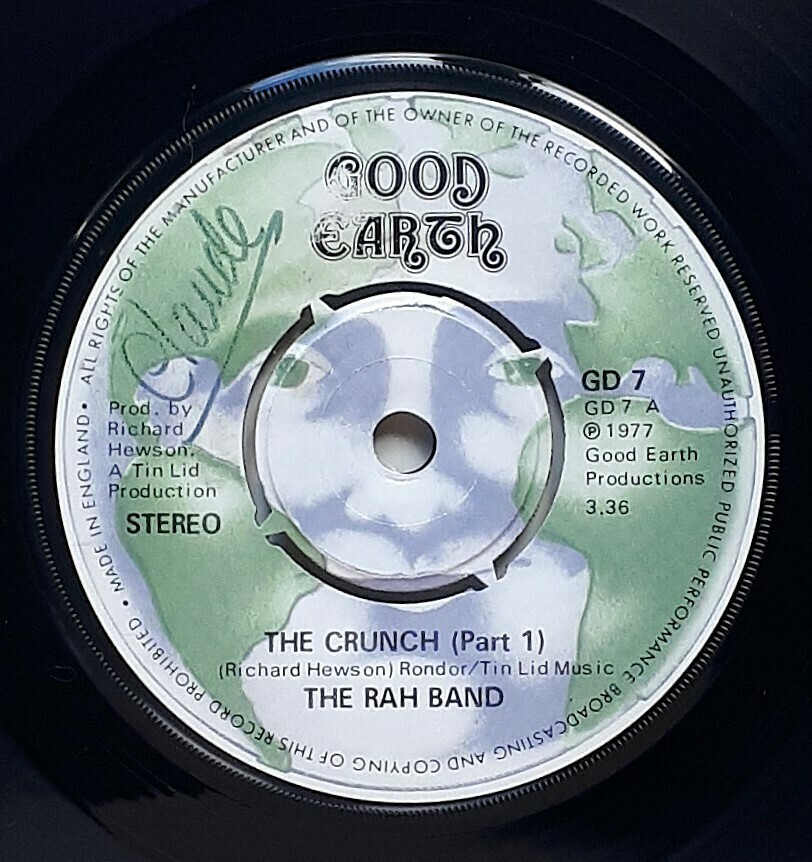 ALL RIGHTS OF THE MANUFACTURER AND OF THE OWNER OF THE RECORDED WORK RESERVED UNAUTHORIZED PUBLIC PERFORMANCE BROADCASTING AND COPYING OF THIS RECORD PROHIBITED • MADE IN ENGLAND •
GOOD
EARTH
Claude
Prod. by
Richard
Hewson.
A Tin Lid
Production
STEREO
GD 7
GD 7 A
℗ 1977
Good Earth
Productions
3.36
THE CRUNCH (Part 1)
(Richard Hewson) Rondor/Tin Lid Music
THE RAH BAND